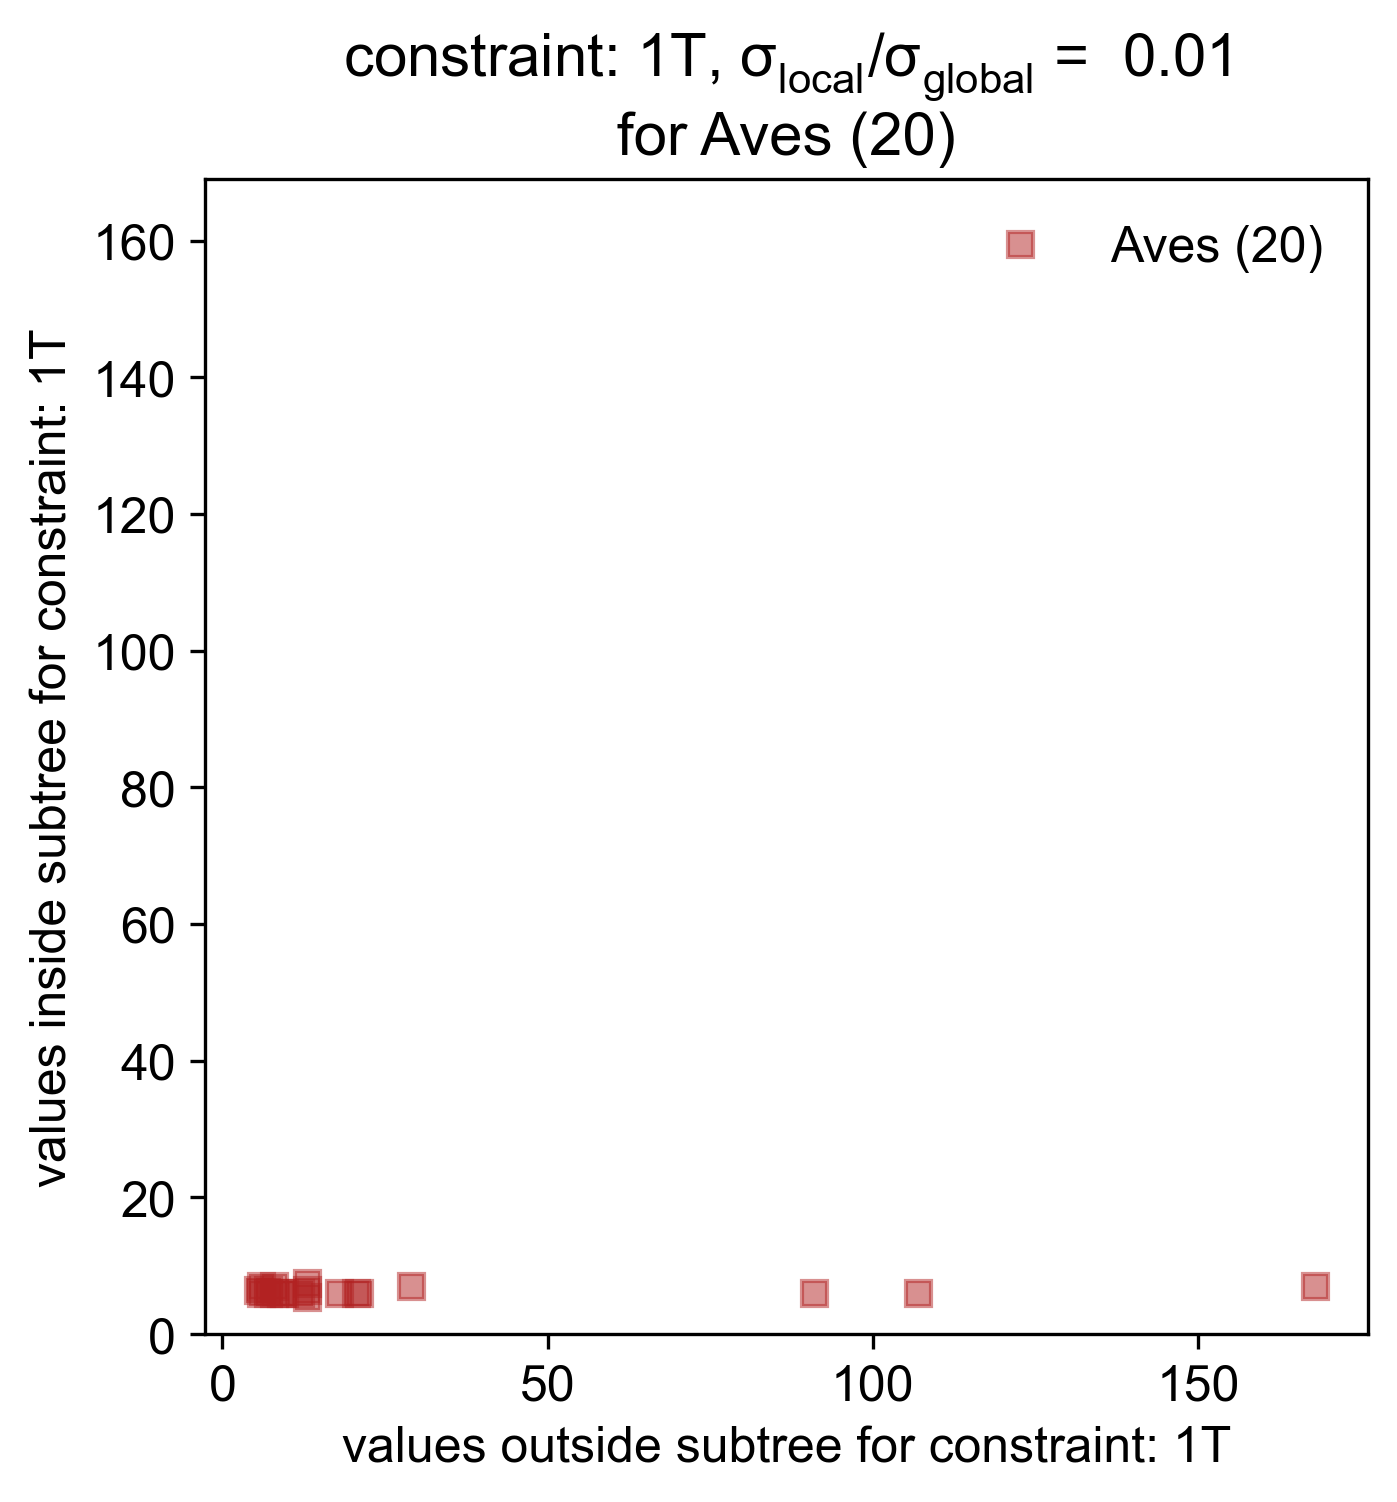 constraint: 1T, σlocal/σglobal = 0.01
for Aves (20)
Aves (20)
160
140
120
100
80
60
40
20
0
values inside subtree for constraint: 1T
0 50 100 150
values outside subtree for constraint: 1T